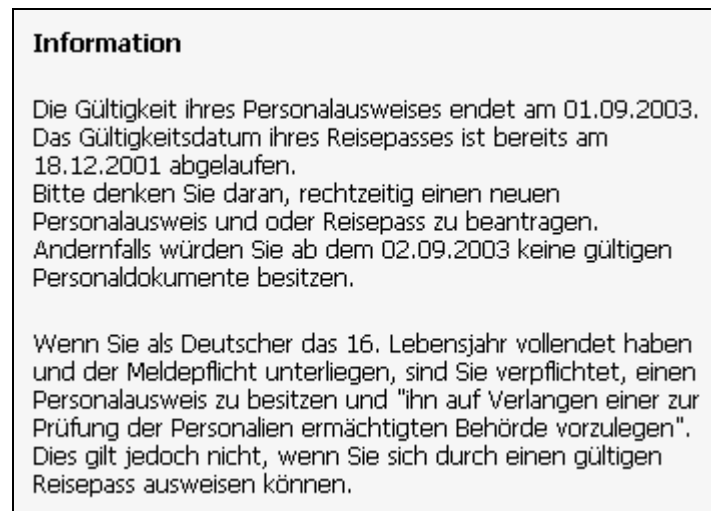 Information
Die Gültigkeit ihres Personalausweises endet am 01.09.2003.
Das Gültigkeitsdatum ihres Reisepasses ist bereits am
18.12.2001 abgelaufen.
Bitte denken Sie daran, rechtzeitig einen neuen
Personalausweis und oder Reisepass zu beantragen.
Andernfalls würden Sie ab dem 02.09.2003 keine gültigen
Personaldokumente besitzen.
Wenn Sie als Deutscher das 16. Lebensjahr vollendet haben
und der Meldepflicht unterliegen, sind Sie verpflichtet, einen
Personalausweis zu besitzen und "ihn auf Verlangen einer zur
Prüfung der Personalien ermächtigten Behörde vorzulegen".
Dies gilt jedoch nicht, wenn Sie sich durch einen gültigen
Reisepass ausweisen können.